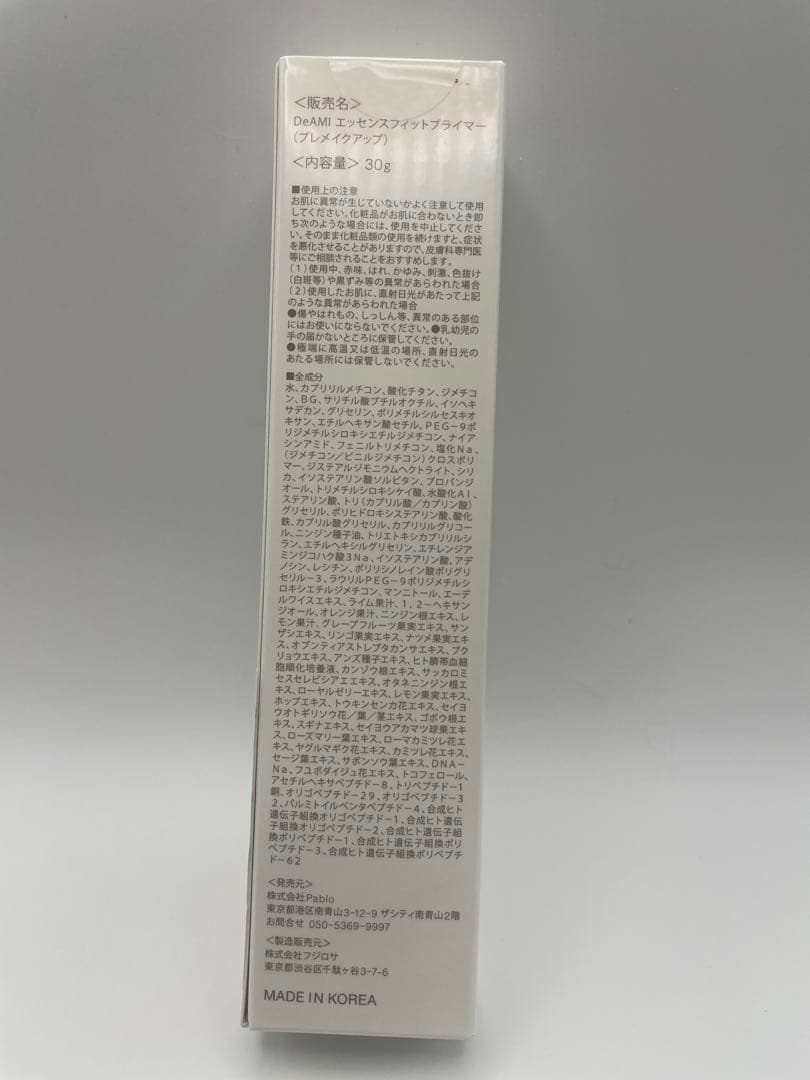 ＜販売名＞
DeAMI エッセンスフィットプライマー
（プレメイクアップ）
＜内容量＞ 30g
■使用上の注意
お肌に異常が生じていないかよく注意して使用
してください。化粧品がお肌に合わないとき即
ち次のような場合には、使用を中止してくださ
い。そのまま化粧品類の使用を続けますと、症状
を悪化させることがありますので、皮膚科専門医
等にご相談されることをおすすめします。
（1）使用中、赤味、はれ、かゆみ、刺激、色抜け
（白斑等）や黒ずみ等の異常があらわれた場合
（2）使用したお肌に、直射日光があたって上記
のような異常があらわれた場合
●傷やはれもの、しっしん等、異常のある部位
にはお使いにならないでください。●乳幼児の
手の届かないところに保管してください。
●極端に高温又は低温の場所、直射日光の
あたる場所には保管しないでください。
■全成分
水、カプリリルメチコン、酸化チタン、ジメチコ
ン、BG、サリチル酸ブチルオクチル、イソヘキ
サデカン、グリセリン、ポリメチルシルセスキオ
キサン、エチルヘキサン酸セチル、PEG－9ポ
リジメチルシロキシエチルジメチコン、ナイア
シンアミド、フェニルトリメチコン、塩化Na、
（ジメチコン／ビニルジメチコン）クロスポリ
マー、ジステアルジモニウムヘクトライト、シリ
カ、イソステアリン酸ソルビタン、プロパンジ
オール、トリメチルシロキシケイ酸、水酸化Al、
ステアリン酸、トリ（カプリル酸／カプリン酸）
グリセリル、ポリヒドロキシステアリン酸、酸化
鉄、カプリル酸グリセリル、カプリリルグリコー
ル、ニンジン種子油、トリエトキシカプリリルシ
ラン、エチルヘキシルグリセリン、エチレンジア
ミンジコハク酸3Na、イソステアリン酸、アデ
ノシン、レシチン、ポリリシノレイン酸ポリグリ
セリル－3、ラウリルPEG－9ポリジメチルシ
ロキシエチルジメチコン、マンニトール、エーデ
ルワイスエキス、ライム果汁、1，2－ヘキサン
ジオール、オレンジ果汁、ニンジン根エキス、レ
モン果汁、グレープフルーツ果実エキス、サン
ザシエキス、リンゴ果実エキス、ナツメ果実エキ
ス、オプンティアストレプタカンサエキス、ブク
リョウエキス、アンズ種子エキス、ヒト臍帯血細
胞順化培養液、カンゾウ根エキス、サッカロミ
セスセレビシアエエキス、オタネニンジン根エ
キス、ローヤルゼリーエキス、レモン果実エキス、
ホップエキス、トウキンセンカ花エキス、セイヨ
ウオトギリソウ花／葉／茎エキス、ゴボウ根エ
キス、スギナエキス、セイヨウアカマツ球果エキ
ス、ローズマリー葉エキス、ローマカミツレ花エ
キス、ヤグルマギク花エキス、カミツレ花エキス、
セージ葉エキス、サボンソウ葉エキス、DNA－
Na、フユボダイジュ花エキス、トコフェロール、
アセチルヘキサペプチド－8、トリペプチド－1
銅、オリゴペプチド－29、オリゴペプチド－3
2、パルミトイルペンタペプチド－4、合成ヒト
遺伝子組換オリゴペプチド－1、合成ヒト遺伝
子組換オリゴペプチド－2、合成ヒト遺伝子組
換ポリペプチド－1、合成ヒト遺伝子組換ポリ
ペプチド－3、合成ヒト遺伝子組換ポリペプチ
ド－62
＜発売元＞
株式会社Pablo
東京都港区南青山3-12-9 ザシティ南青山2階
お問合せ 050-5369-9997
＜製造販売元＞
株式会社フジロサ
東京都渋谷区千駄ヶ谷3-7-6
MADE IN KOREA